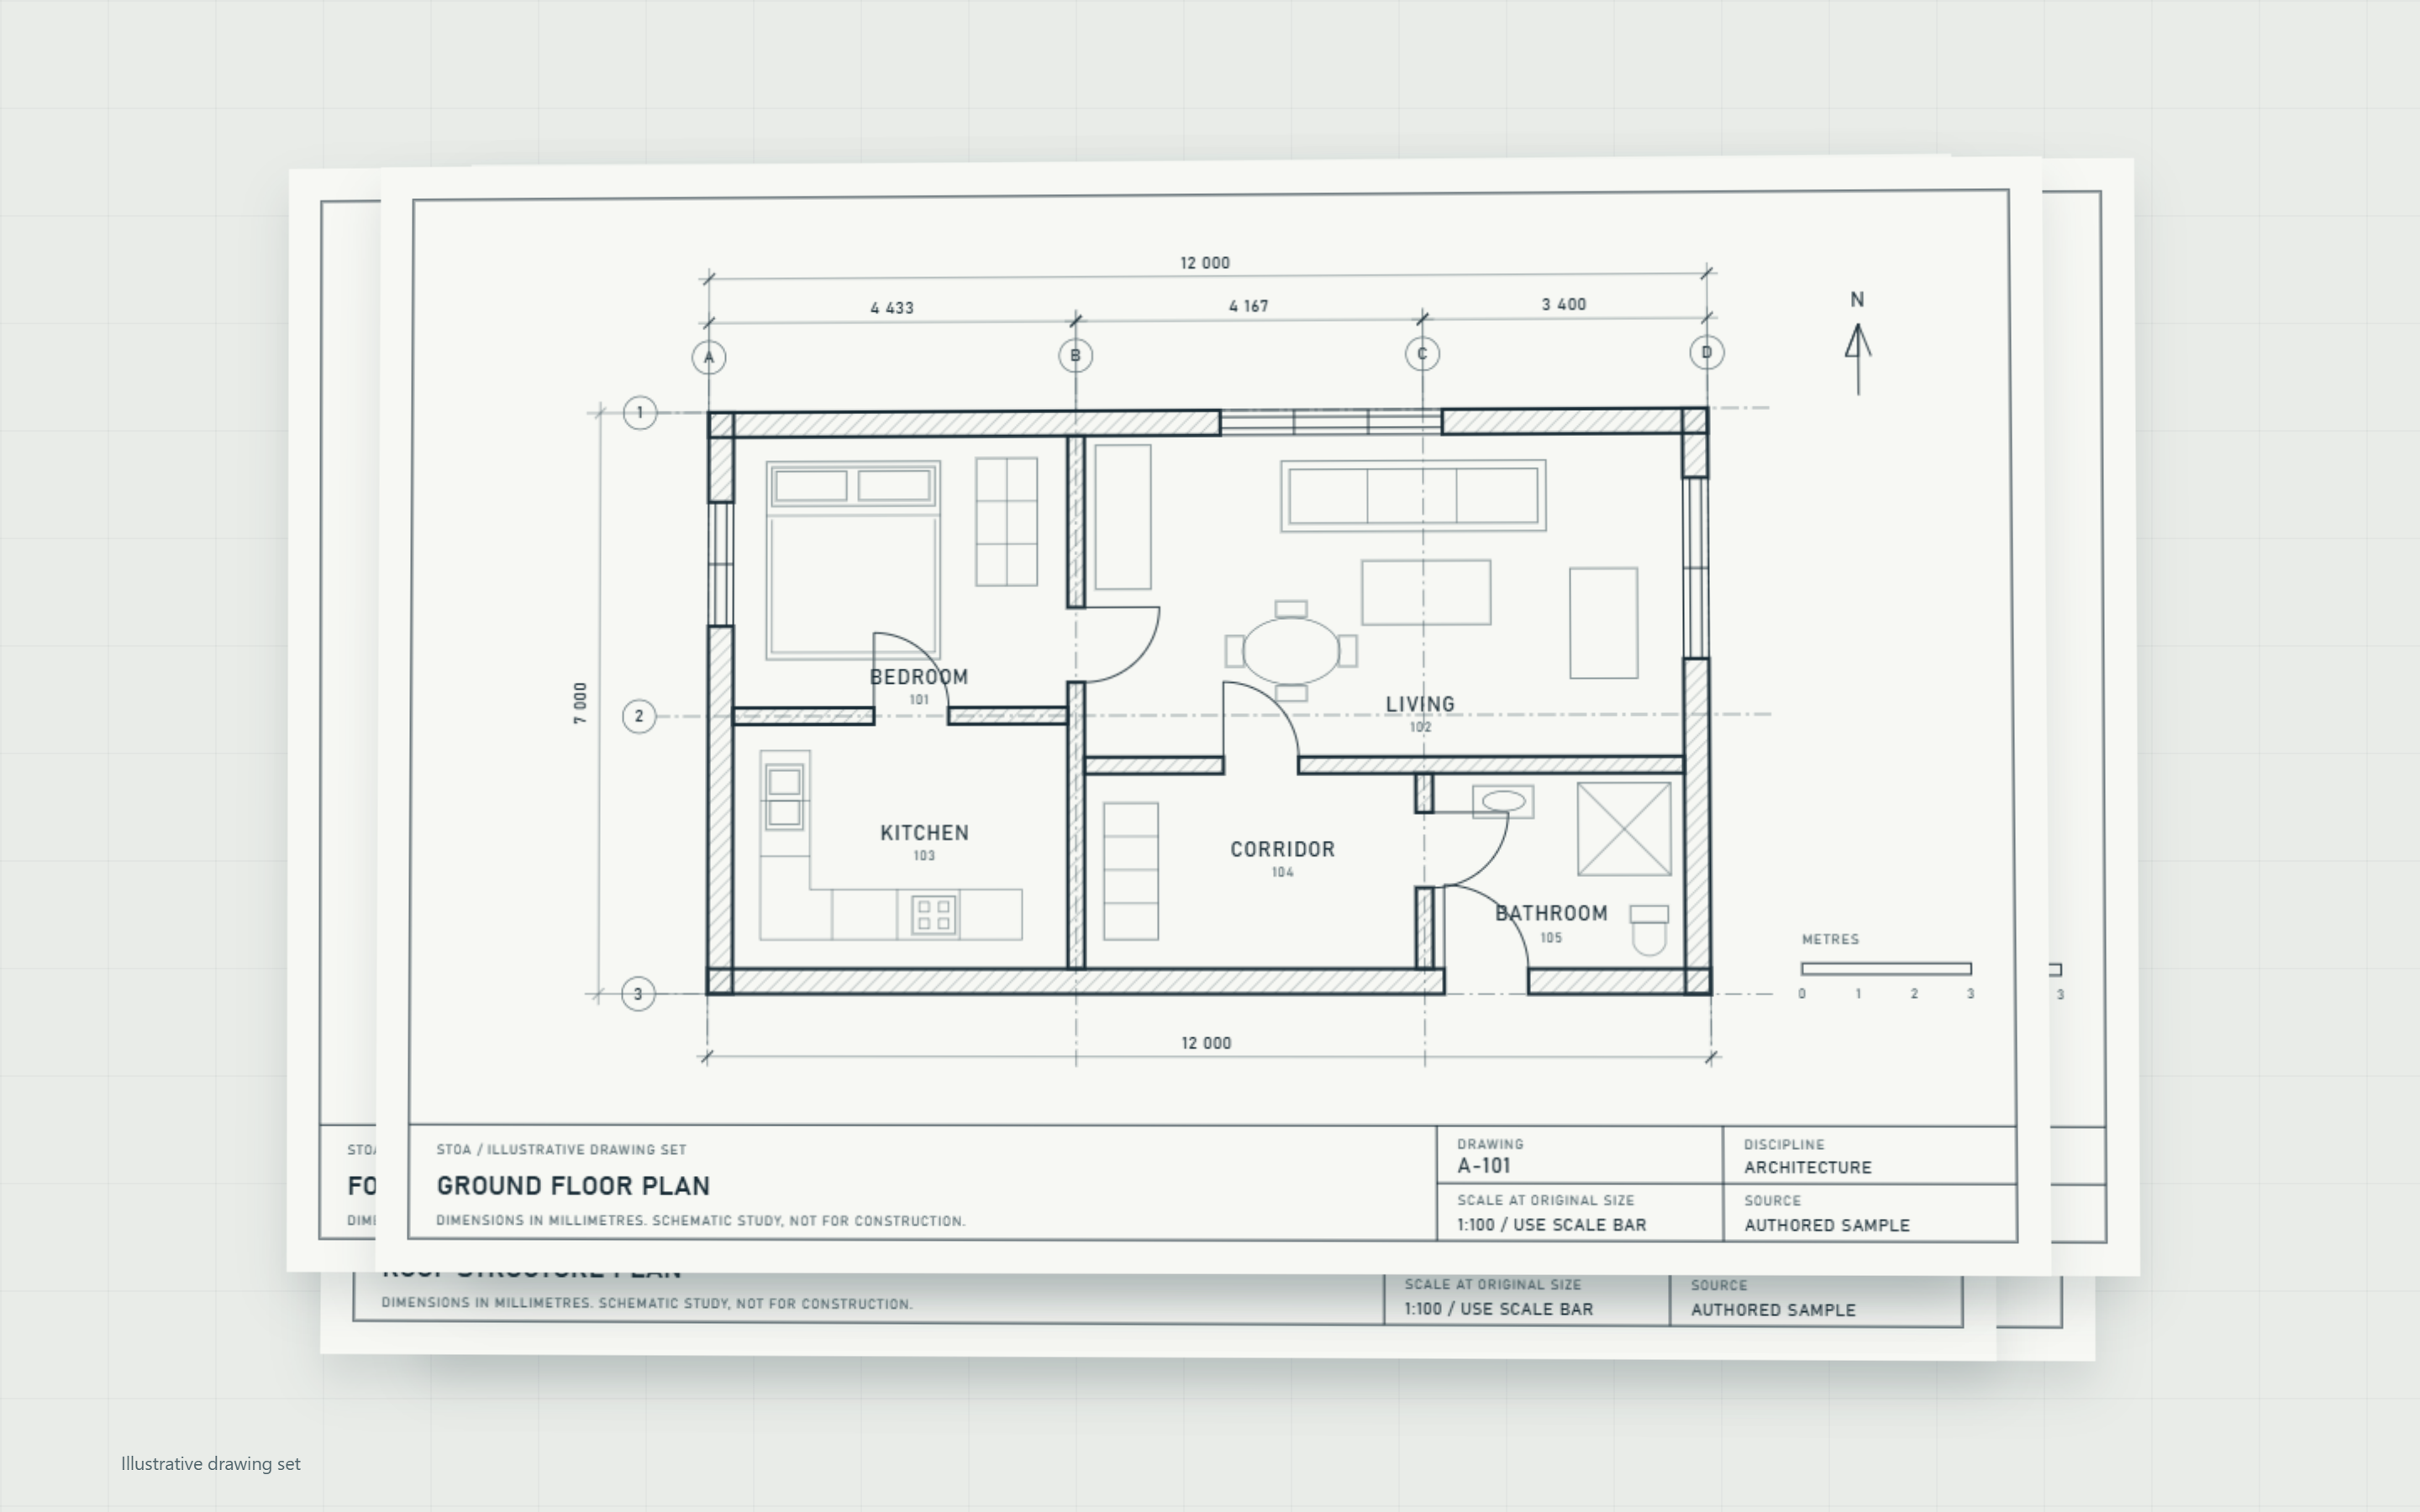 12 000
4 433
4 167
3 400
N
A
B
C
D
1
7 000
2
3
BEDROOM
101
LIVING
102
KITCHEN
103
CORRIDOR
104
BATHROOM
105
METRES
0 1 2 3
3
12 000
STOA / ILLUSTRATIVE DRAWING SET
GROUND FLOOR PLAN
DIMENSIONS IN MILLIMETRES. SCHEMATIC STUDY, NOT FOR CONSTRUCTION.
DRAWING
A-101
DISCIPLINE
ARCHITECTURE
SCALE AT ORIGINAL SIZE
1:100 / USE SCALE BAR
SOURCE
AUTHORED SAMPLE
STOA
FO
DIME
DIMENSIONS IN MILLIMETRES. SCHEMATIC STUDY, NOT FOR CONSTRUCTION.
SCALE AT ORIGINAL SIZE
1:100 / USE SCALE BAR
SOURCE
AUTHORED SAMPLE
Illustrative drawing set